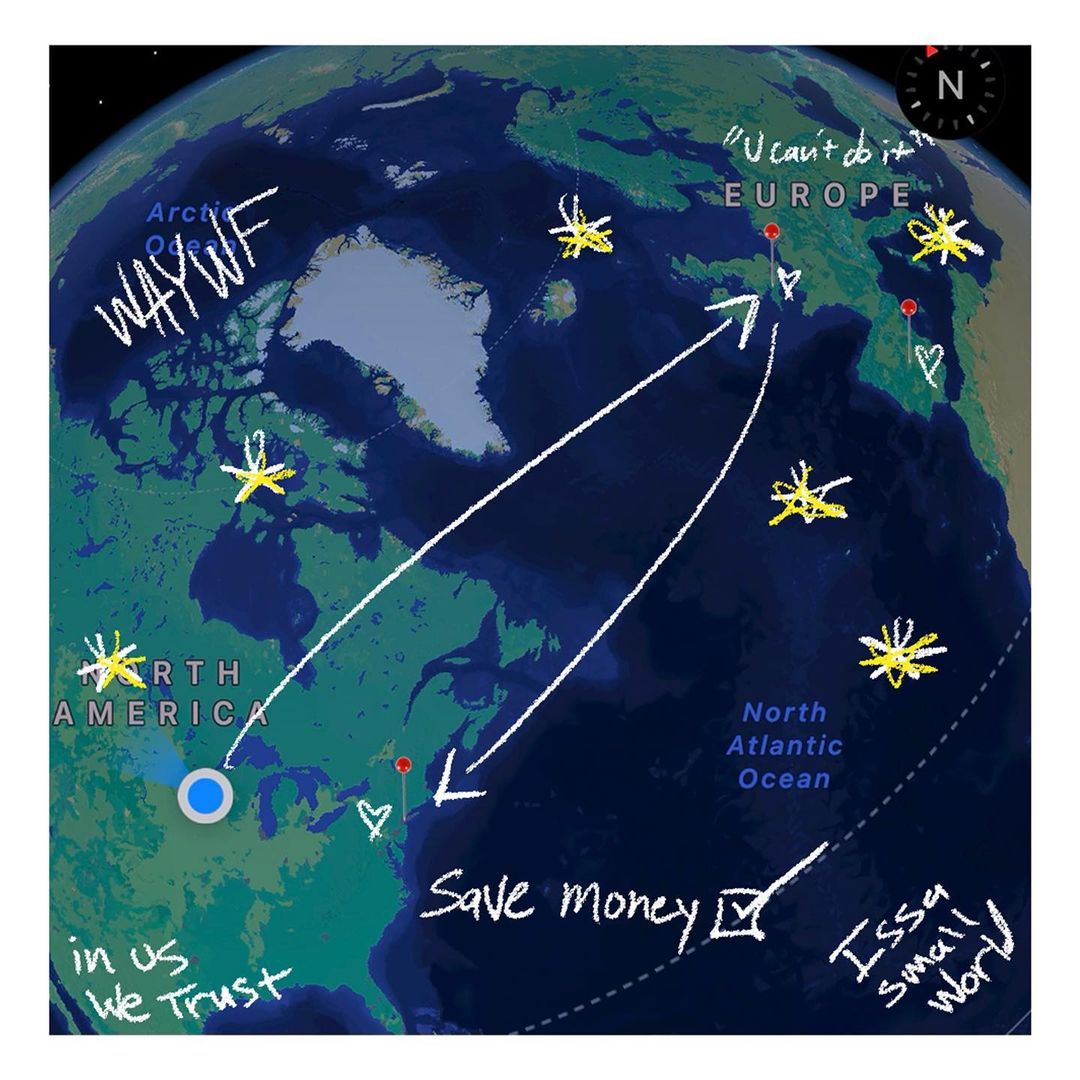 N
"U can't do it"
EUROPE
Arctic
Ocean
WAYWF
NORTH
AMERICA
North
Atlantic
Ocean
Save money
in us
We Trust
Issa
small
World